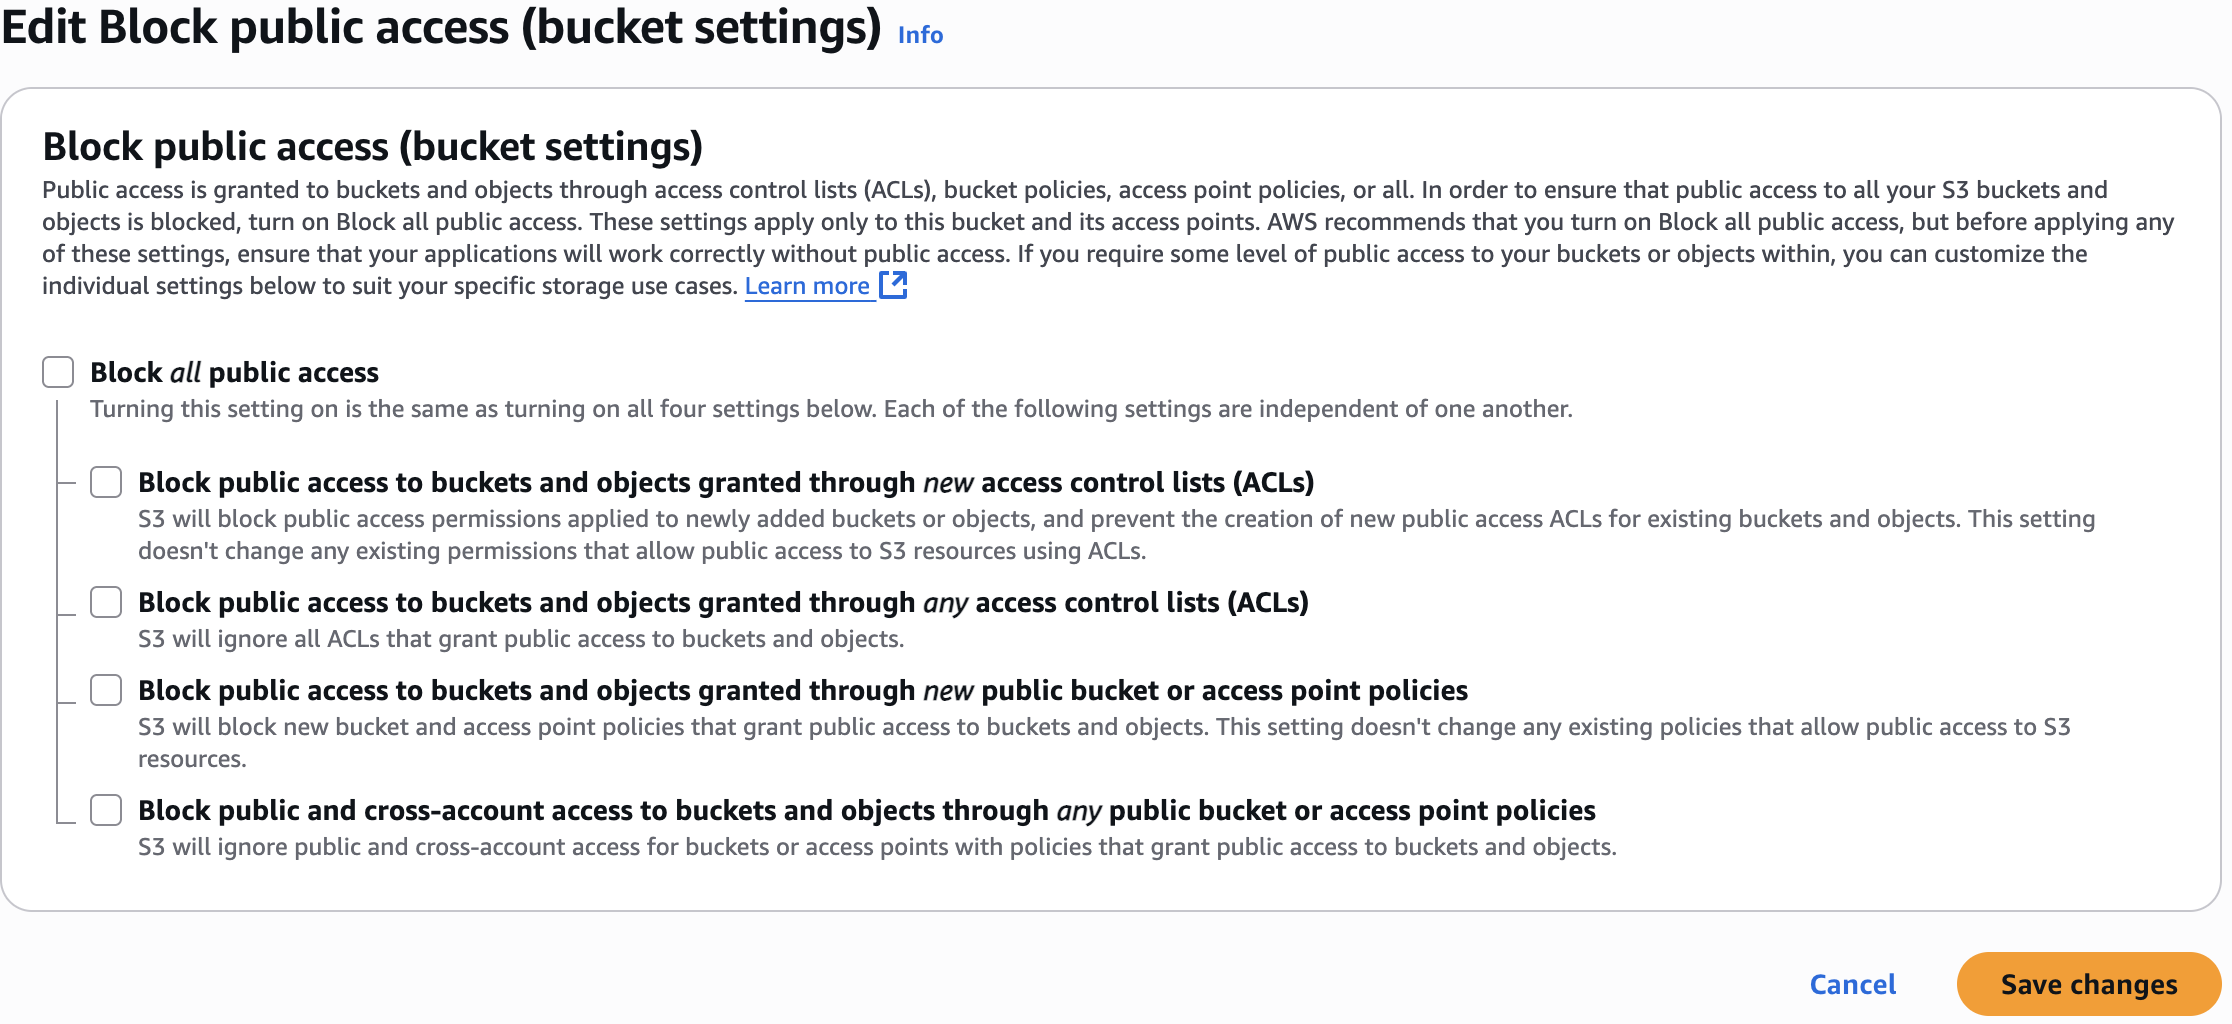 Edit Block public access (bucket settings) Info
Block public access (bucket settings)
Public access is granted to buckets and objects through access control lists (ACLs), bucket policies, access point policies, or all. In order to ensure that public access to all your S3 buckets and
objects is blocked, turn on Block all public access. These settings apply only to this bucket and its access points. AWS recommends that you turn on Block all public access, but before applying any
of these settings, ensure that your applications will work correctly without public access. If you require some level of public access to your buckets or objects within, you can customize the
individual settings below to suit your specific storage use cases. Learn more
Block all public access
Turning this setting on is the same as turning on all four settings below. Each of the following settings are independent of one another.
Block public access to buckets and objects granted through new access control lists (ACLs)
S3 will block public access permissions applied to newly added buckets or objects, and prevent the creation of new public access ACLs for existing buckets and objects. This setting
doesn't change any existing permissions that allow public access to S3 resources using ACLs.
Block public access to buckets and objects granted through any access control lists (ACLs)
S3 will ignore all ACLs that grant public access to buckets and objects.
Block public access to buckets and objects granted through new public bucket or access point policies
S3 will block new bucket and access point policies that grant public access to buckets and objects. This setting doesn't change any existing policies that allow public access to S3
resources.
Block public and cross-account access to buckets and objects through any public bucket or access point policies
S3 will ignore public and cross-account access for buckets or access points with policies that grant public access to buckets and objects.
Cancel Save changes